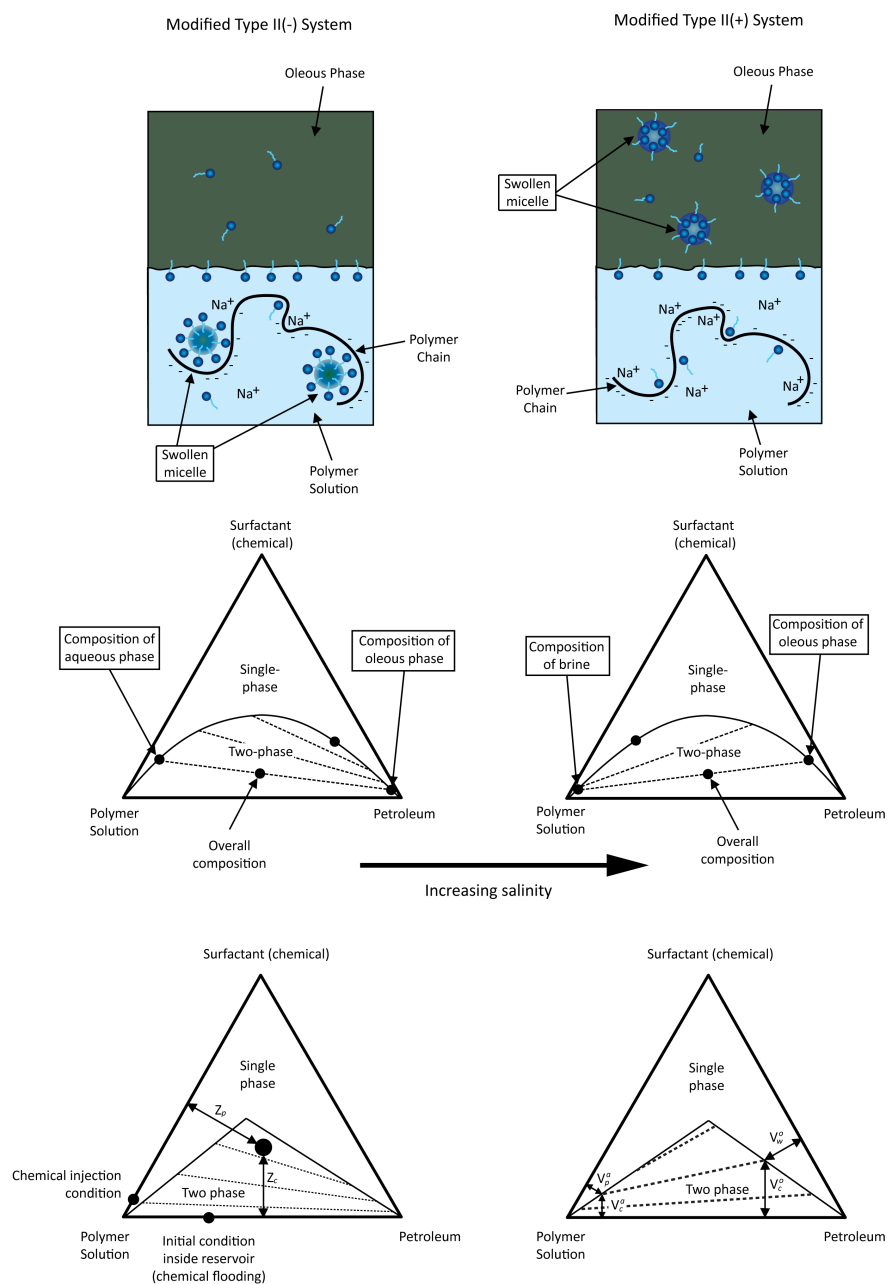 Modified Type II(-) System
Modified Type II(+) System
Oleous Phase
Oleous Phase
Swollen
micelle
Na+
Na+
Na+
Polymer
Chain
Swollen
micelle
Polymer
Solution
Na+
Na+
Na+
Na+
Na+
Polymer
Chain
Polymer
Solution
Surfactant
(chemical)
Composition of
aqueous phase
Composition of
oleous phase
Single-
phase
Two-phase
Polymer
Solution
Petroleum
Overall
composition
Surfactant
(chemical)
Composition
of brine
Composition of
oleous phase
Single-
phase
Two-phase
Polymer
Solution
Petroleum
Overall
composition
Increasing salinity
Surfactant (chemical)
Single
phase
Zp
Zc
Chemical injection
condition
Two phase
Polymer
Solution
Initial condition
inside reservoir
(chemical flooding)
Petroleum
Surfactant (chemical)
Single
phase
Vwo
Vpa
Vca
Two phase
Vco
Polymer
Solution
Petroleum